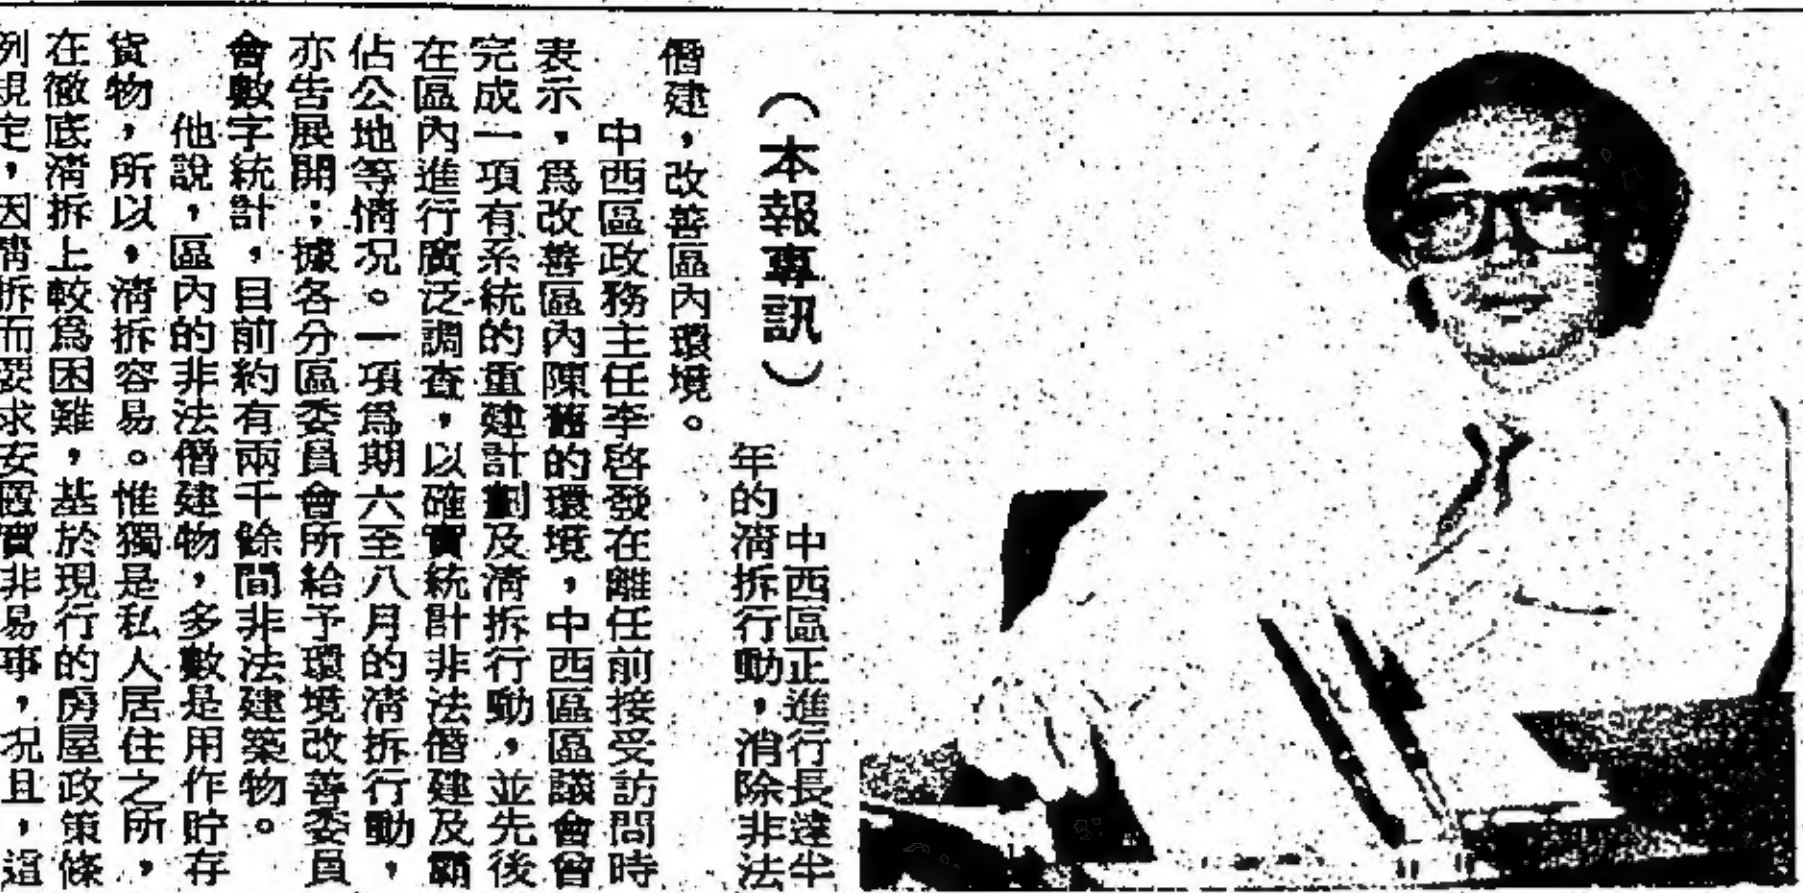 （本報專訊）
中西區正進行長達半
年的清拆行動，消除非法
僭建，改善區內環境。
中西區政務主任李啓發在離任前接受訪問時
表示，爲改善區內陳舊的環境，中西區區議會曾
完成一項有系統的重建計劃及清拆行動，並先後
在區內進行廣泛調查，以確實統計非法僭建及霸
佔公地等情况。一項爲期六至八月的清拆行動，
亦告展開；據各分區委員會所給予環境改善委員
會數字統計，目前約有兩千餘間非法建築物。
他說，區內的非法僭建物，多數是用作貯存
貨物，所以，清拆容易。惟獨是私人居住之所，
在徹底清拆上較爲困難，基於現行的房屋政策條
例規定，因清拆而要求安置實非易事，况且，這